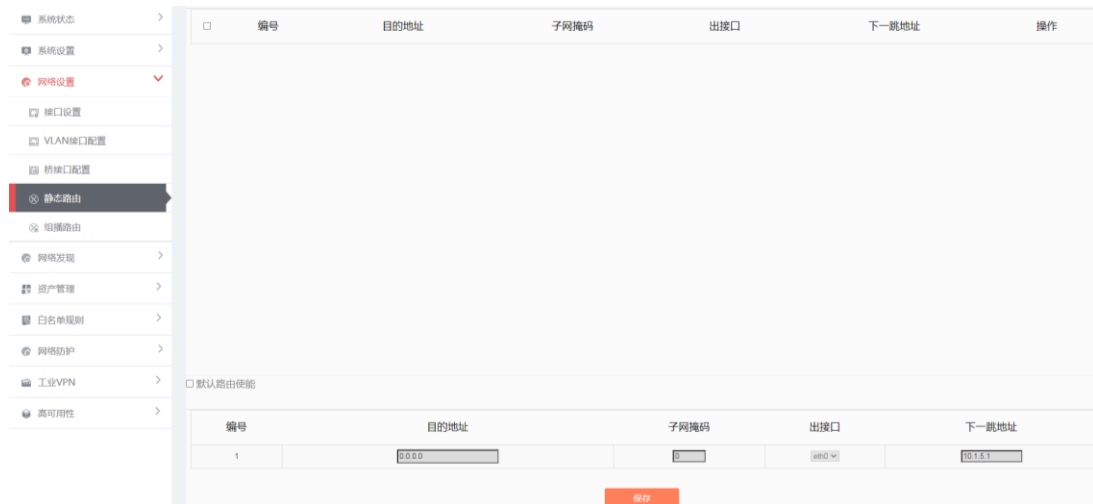 系统状态
编号 目的地址 子网掩码 出接口 下一跳地址 操作
系统设置
网络设置
接口设置
VLAN接口配置
桥接口配置
静态路由
组播路由
网络发现
资产管理
白名单规则
网络防护
工业VPN
高可用性
默认路由使能
编号 目的地址 子网掩码 出接口 下一跳地址
1 0.0.0.0 0 eth0 10.1.5.1
保存